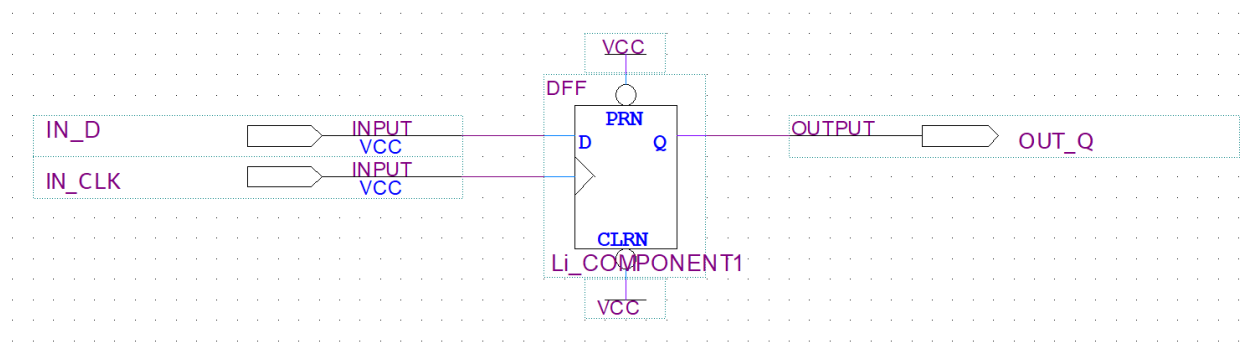 VCC
DFF
PRN
IN_D
INPUT
VCC
D
Q
OUTPUT
OUT_Q
IN_CLK
INPUT
VCC
CLRN
Li_COMPONENT1
VCC